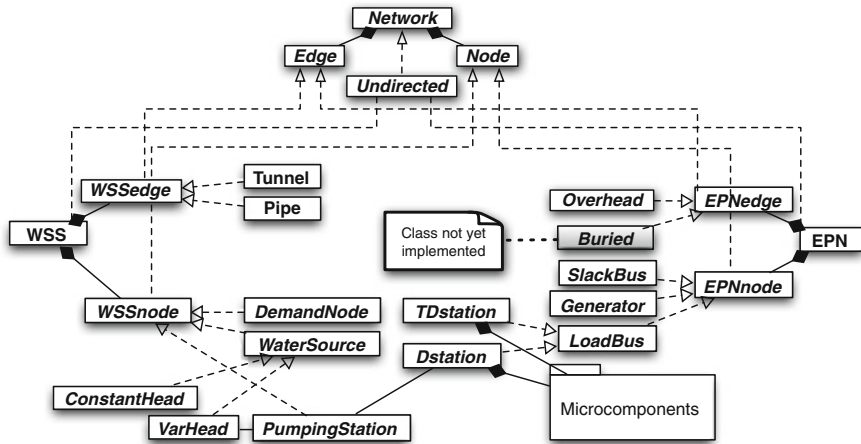 Network
Edge
Node
Undirected
WSSedge
Tunnel
Pipe
Overhead
EPNedge
Class not yet
implemented
Buried
WSS
EPN
SlackBus
EPNnode
Generator
WSSnode
DemandNode
TDstation
WaterSource
LoadBus
Dstation
ConstantHead
Microcomponents
VarHead
PumpingStation